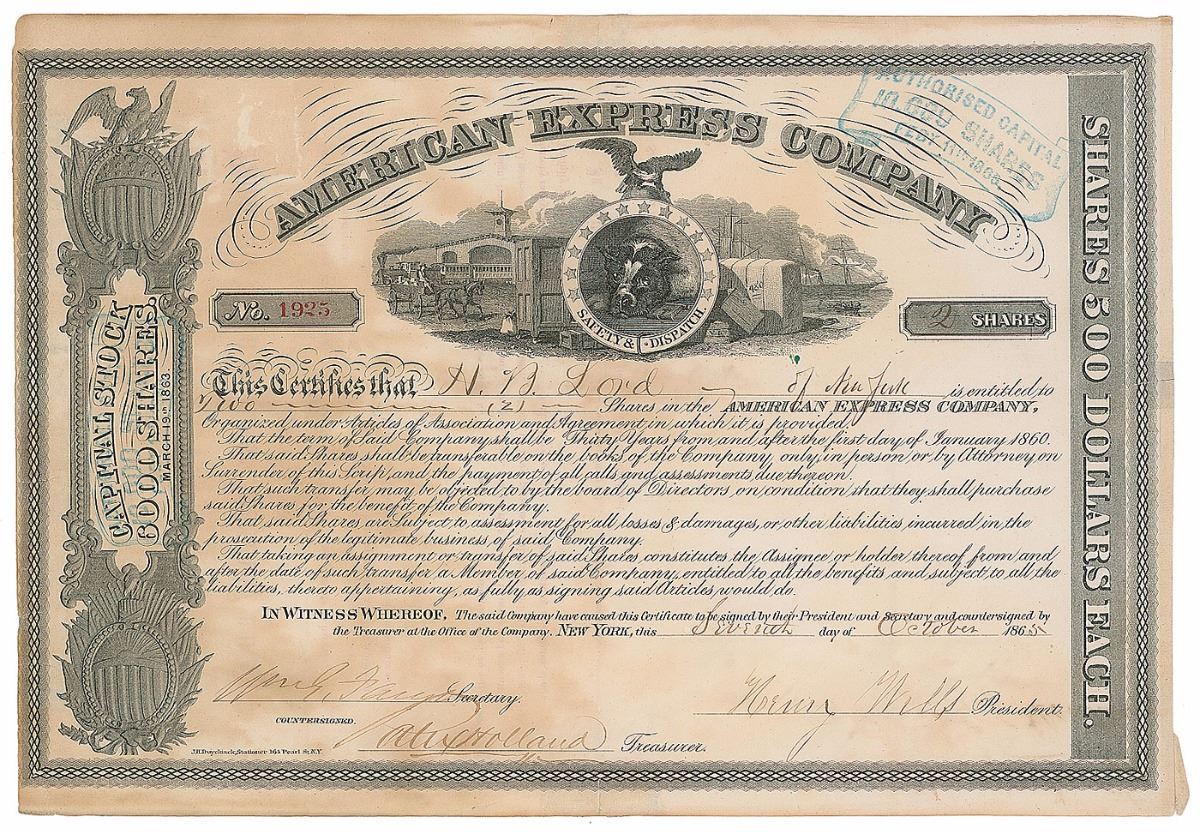 AMERICAN EXPRESS COMPANY
AUTHORISED CAPITAL
SHARES
SAFETY & DISPATCH
No. 1925
2 SHARES
CAPITAL STOCK
6000 SHARES
MARCH 19th 1863
SHARES 500 DOLLARS EACH.
This Certifies that H. B. Lord of New York is entitled to
Two (2) Shares in the AMERICAN EXPRESS COMPANY,
Organized under Articles of Association and Agreement in which it is provided.
That the term of said Company shall be Thirty Years from and after the first day of January 1860.
That said Shares shall be transferable on the books of the Company only, in person, or by Attorney on
Surrender of this Scrip, and the payment of all calls and assessments due thereon.
That such transfer may be objected to by the board of Directors, on condition that they shall purchase
said Shares for the benefit of the Company.
That said Shares are Subject to assessment for all losses & damages, or other liabilities, incurred in the
prosecution of the legitimate business of said Company.
That taking an assignment or transfer of said Shares constitutes the Assignee or holder thereof from and
after the date of such transfer a Member of said Company, entitled to all the benefits and subject to all the
liabilities, thereto appertaining, as fully as signing said Articles would do.
IN WITNESS WHEREOF, The said Company have caused this Certificate to be signed by their President and Secretary and countersigned by
the Treasurer at the Office of the Company. NEW YORK, this Seventh day of October 1865
Secretary.
Henry Wells President
COUNTERSIGNED.
Holland Treasurer.
J.H. Duyckinck, Stationer 164 Pearl St. N.Y.